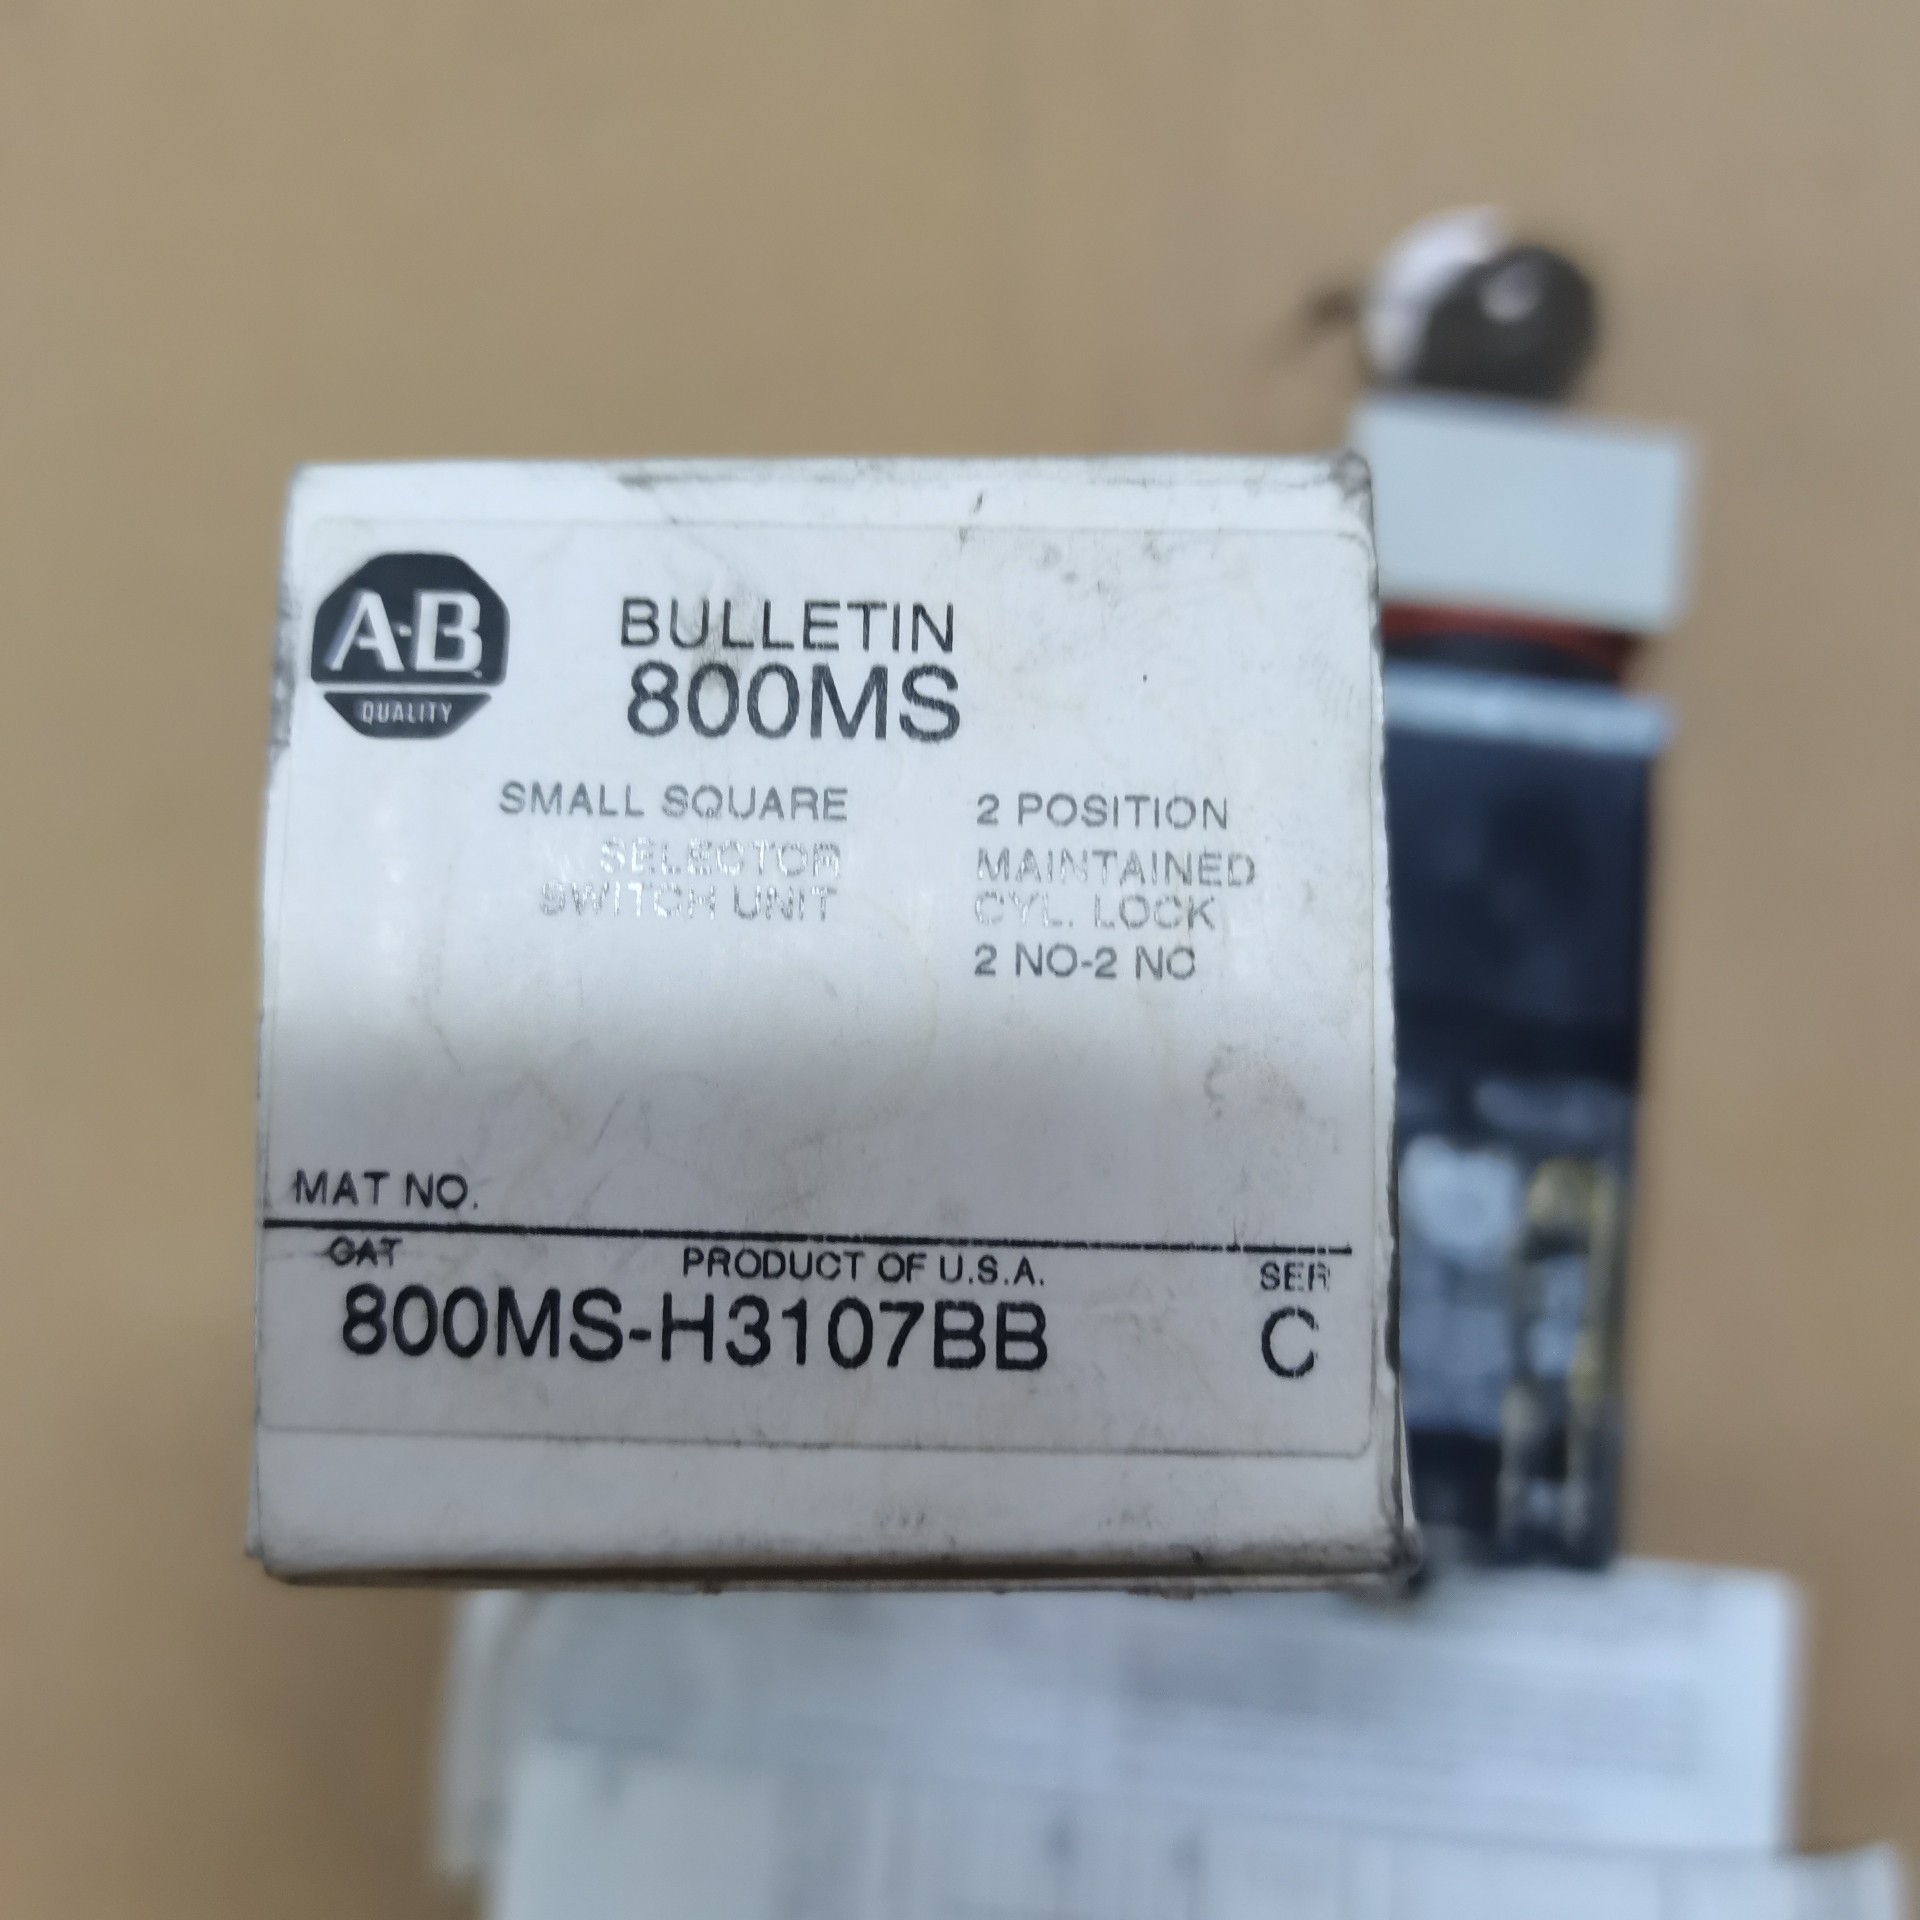 A-B
QUALITY
BULLETIN
800MS
SMALL SQUARE
SELECTOR
SWITCH UNIT
2 POSITION
MAINTAINED
CYL. LOCK
2 NO-2 NC
MAT NO.
CAT
PRODUCT OF U.S.A.
SER
800MS-H3107BB
C